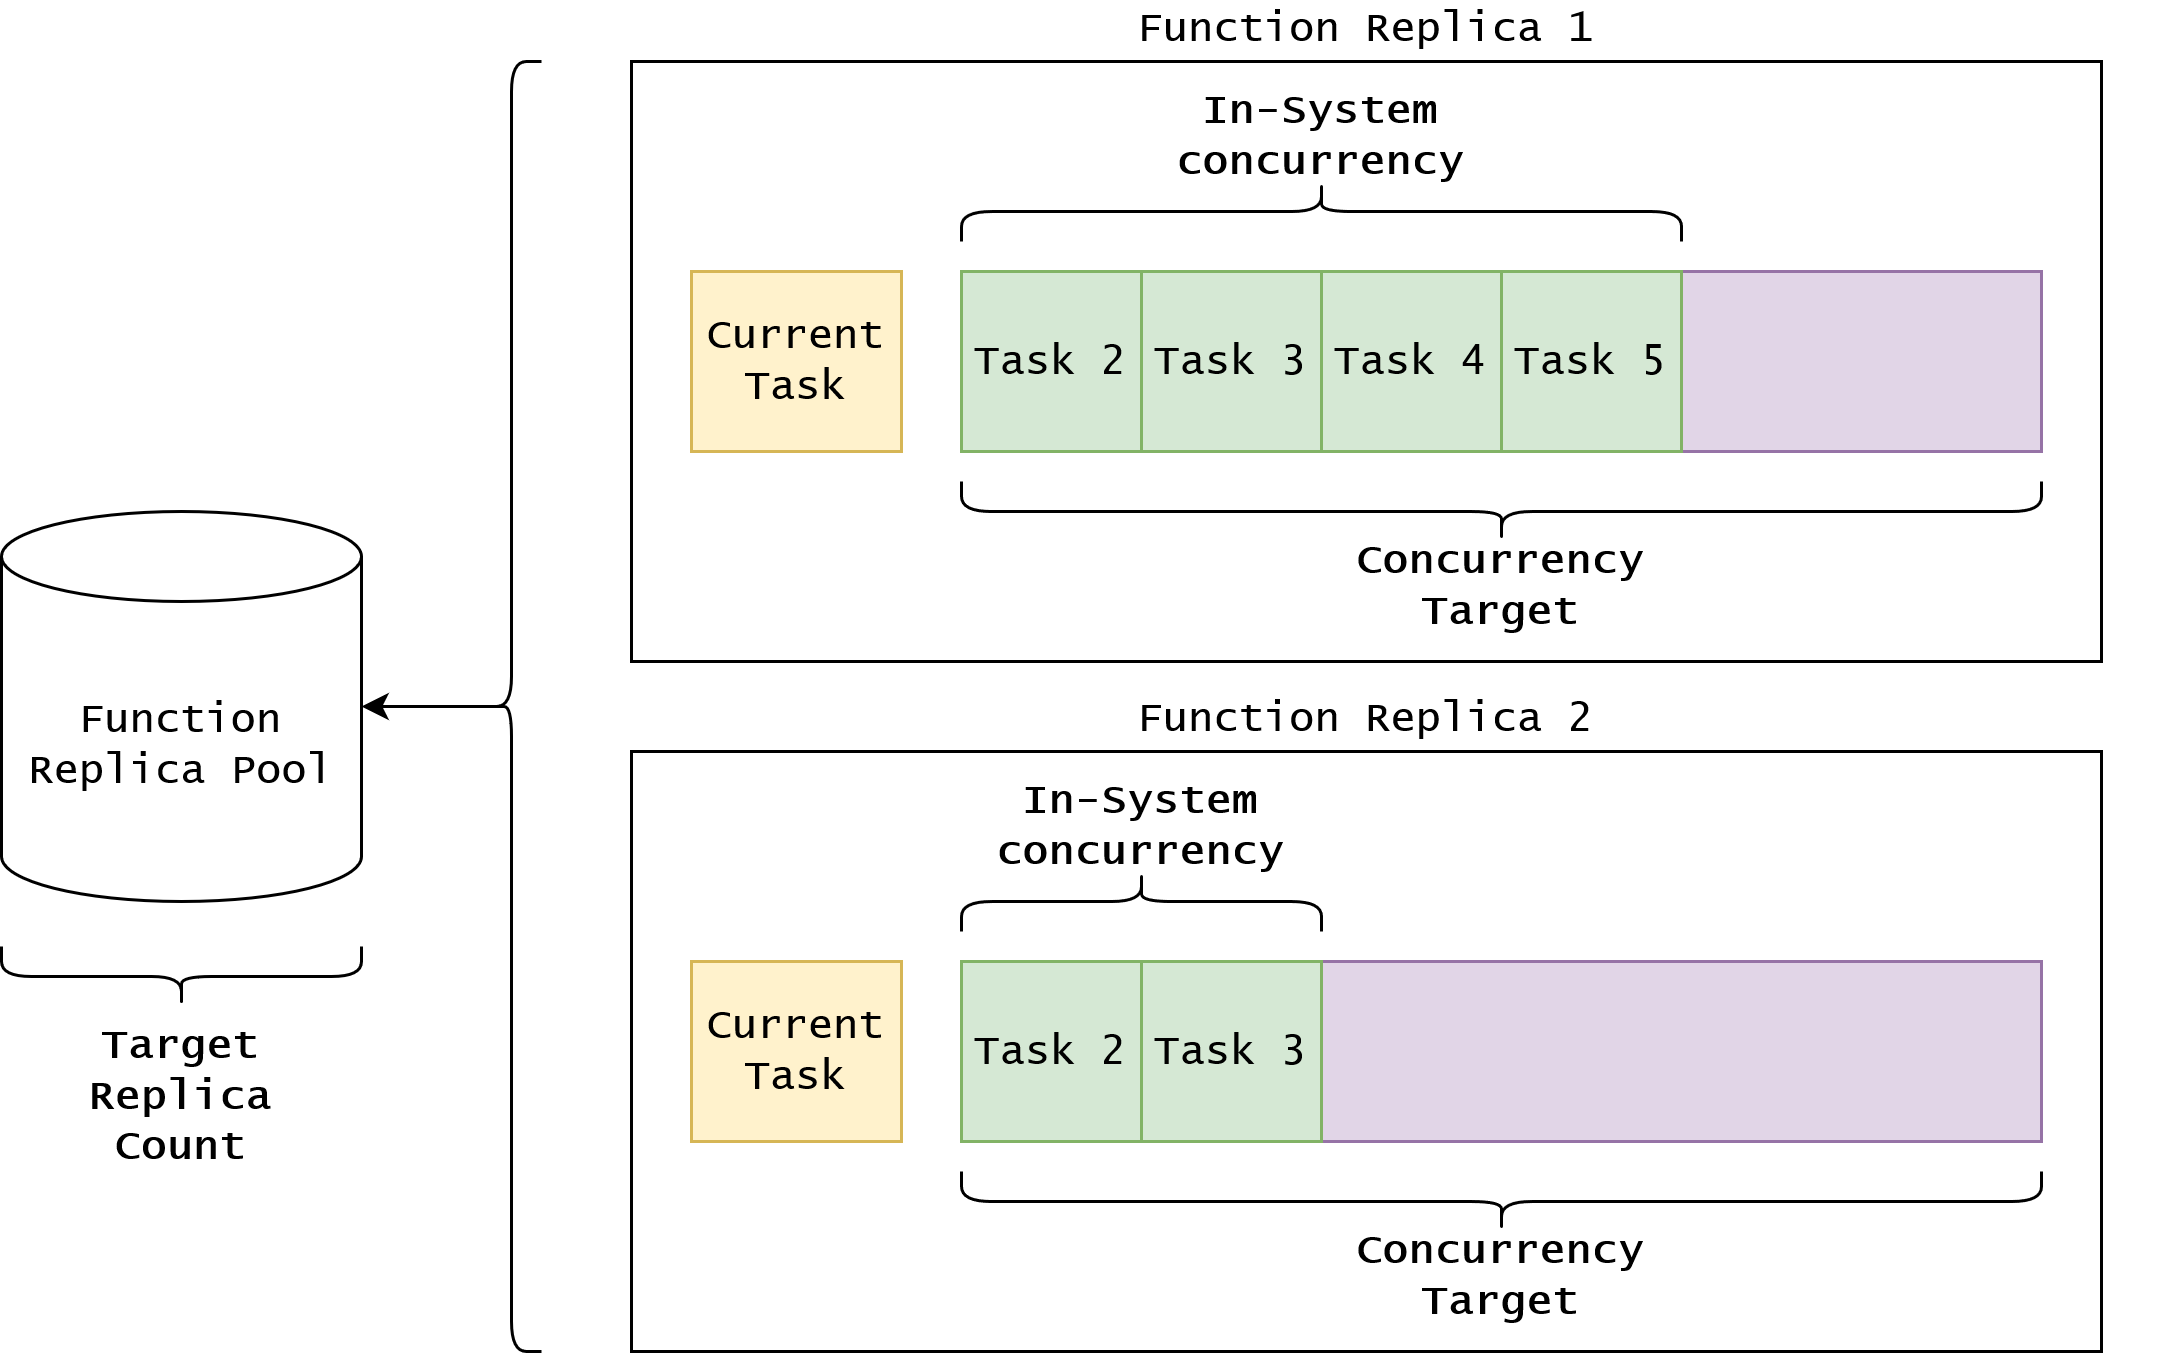 Function Replica 1
In-System
concurrency
Current
Task
Task 2
Task 3
Task 4
Task 5
Concurrency
Target
Function
Replica Pool
Target
Replica
Count
Function Replica 2
In-System
concurrency
Current
Task
Task 2
Task 3
Concurrency
Target